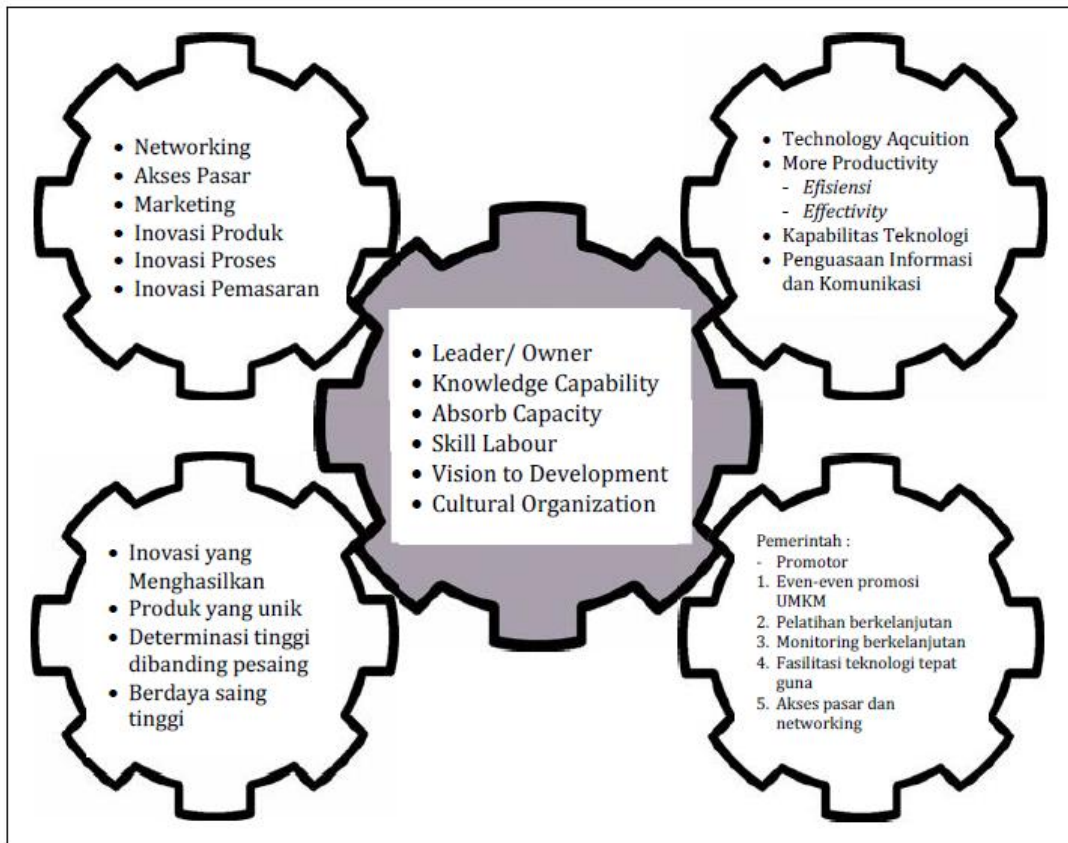 • Networking
• Akses Pasar
• Marketing
• Inovasi Produk
• Inovasi Proses
• Inovasi Pemasaran
• Technology Aqcuition
• More Productivity
- Efisiensi
- Effectivity
• Kapabilitas Teknologi
• Penguasaan Informasi
dan Komunikasi
• Leader/ Owner
• Knowledge Capability
• Absorb Capacity
• Skill Labour
• Vision to Development
• Cultural Organization
• Inovasi yang
Menghasilkan
• Produk yang unik
• Determinasi tinggi
dibanding pesaing
• Berdaya saing
tinggi
Pemerintah :
- Promotor
1. Even-even promosi
UMKM
2. Pelatihan berkelanjutan
3. Monitoring berkelanjutan
4. Fasilitasi teknologi tepat
guna
5. Akses pasar dan
networking